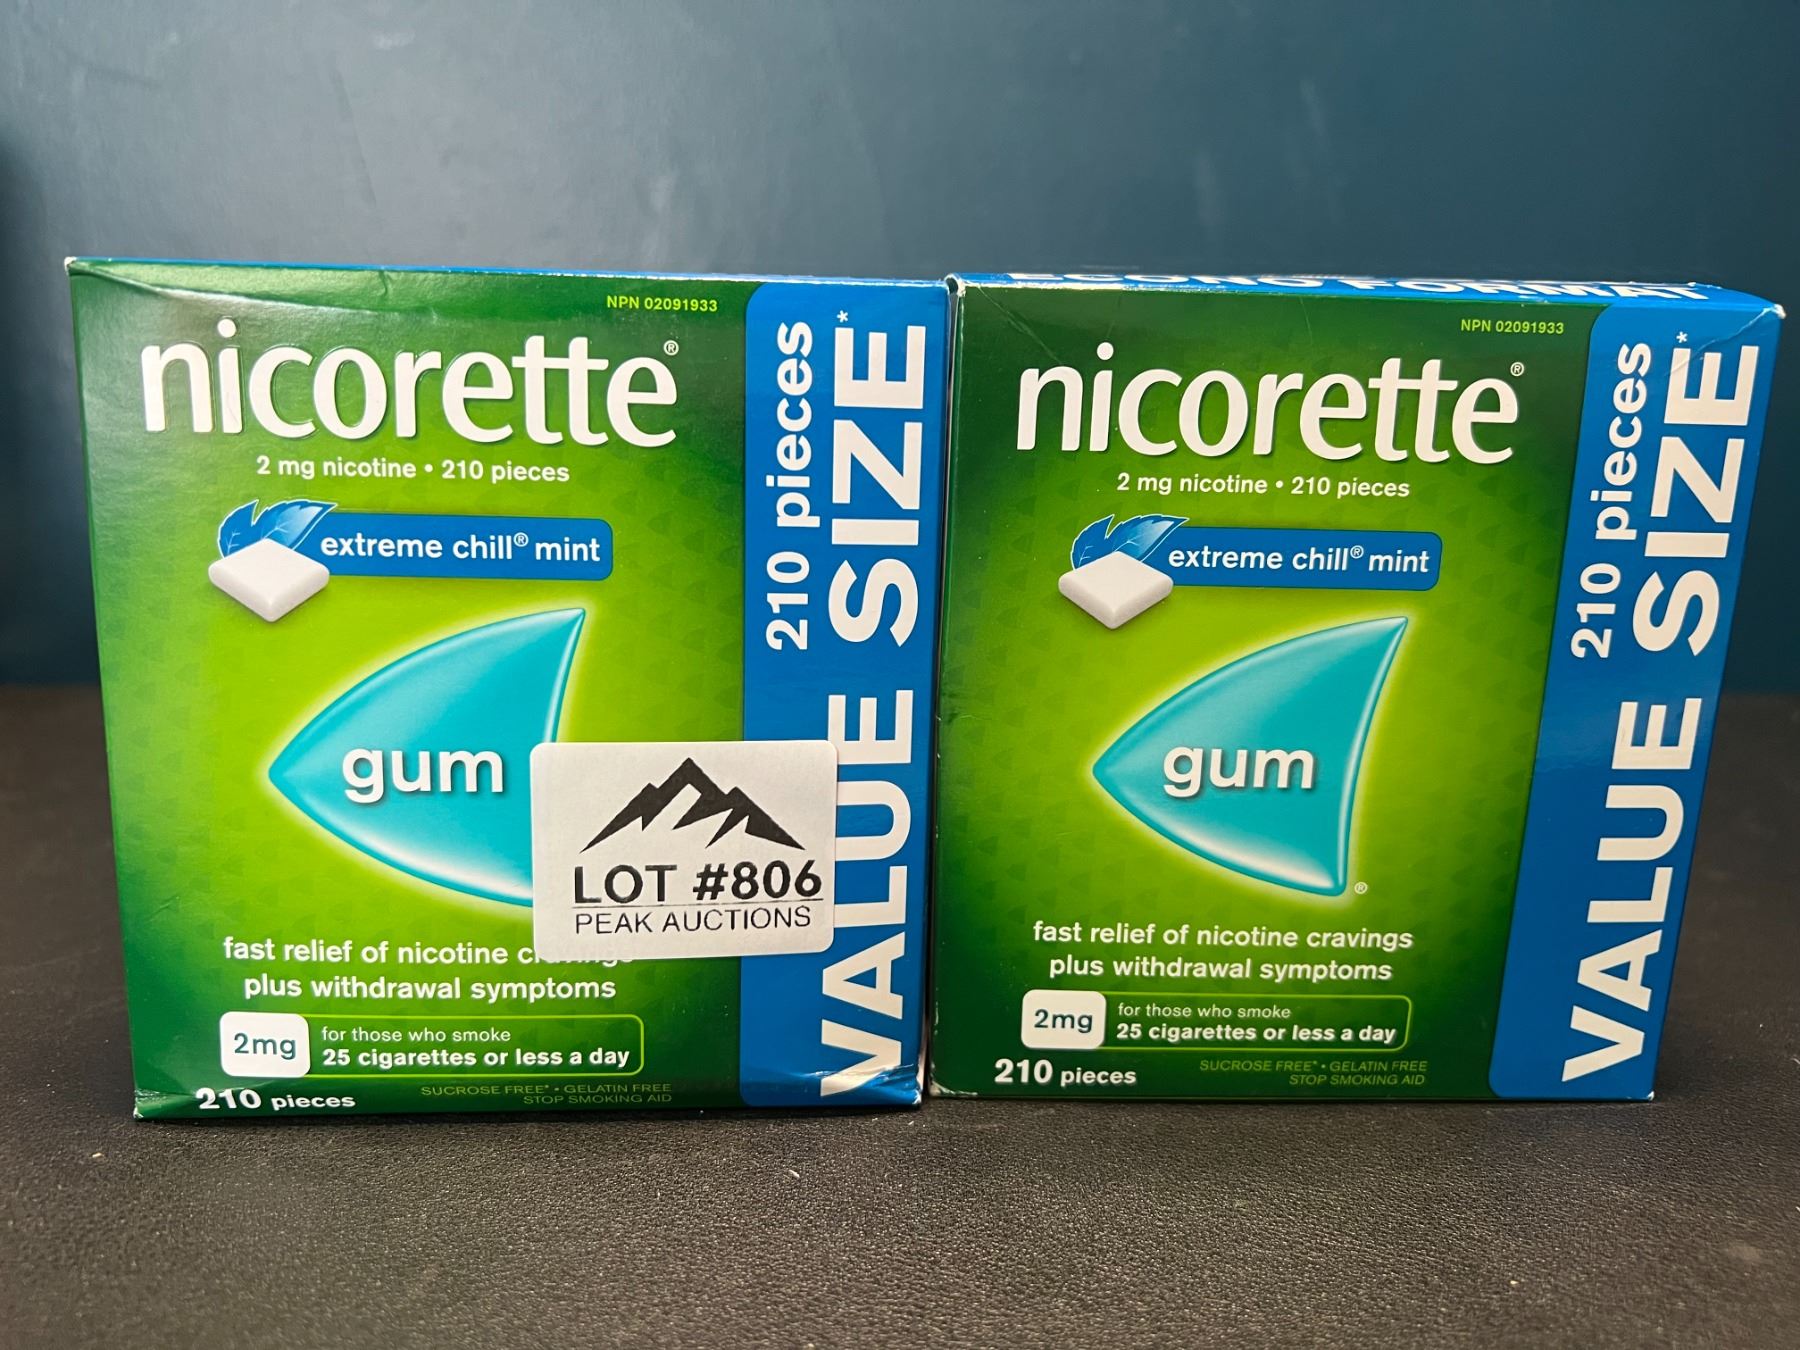 NPN 02091933
nicorette®
2 mg nicotine • 210 pieces
extreme chill® mint
gum
fast relief of nicotine cravings
plus withdrawal symptoms
2mg
for those who smoke
25 cigarettes or less a day
210 pieces
SUCROSE FREE* • GELATIN FREE
STOP SMOKING AID
210 pieces
VALUE SIZE*
LOT #806
PEAK AUCTIONS
ECONO FORMAT
NPN 02091933
nicorette®
2 mg nicotine • 210 pieces
extreme chill® mint
gum
®
fast relief of nicotine cravings
plus withdrawal symptoms
2mg
for those who smoke
25 cigarettes or less a day
210 pieces
SUCROSE FREE* • GELATIN FREE
STOP SMOKING AID
210 pieces
VALUE SIZE*